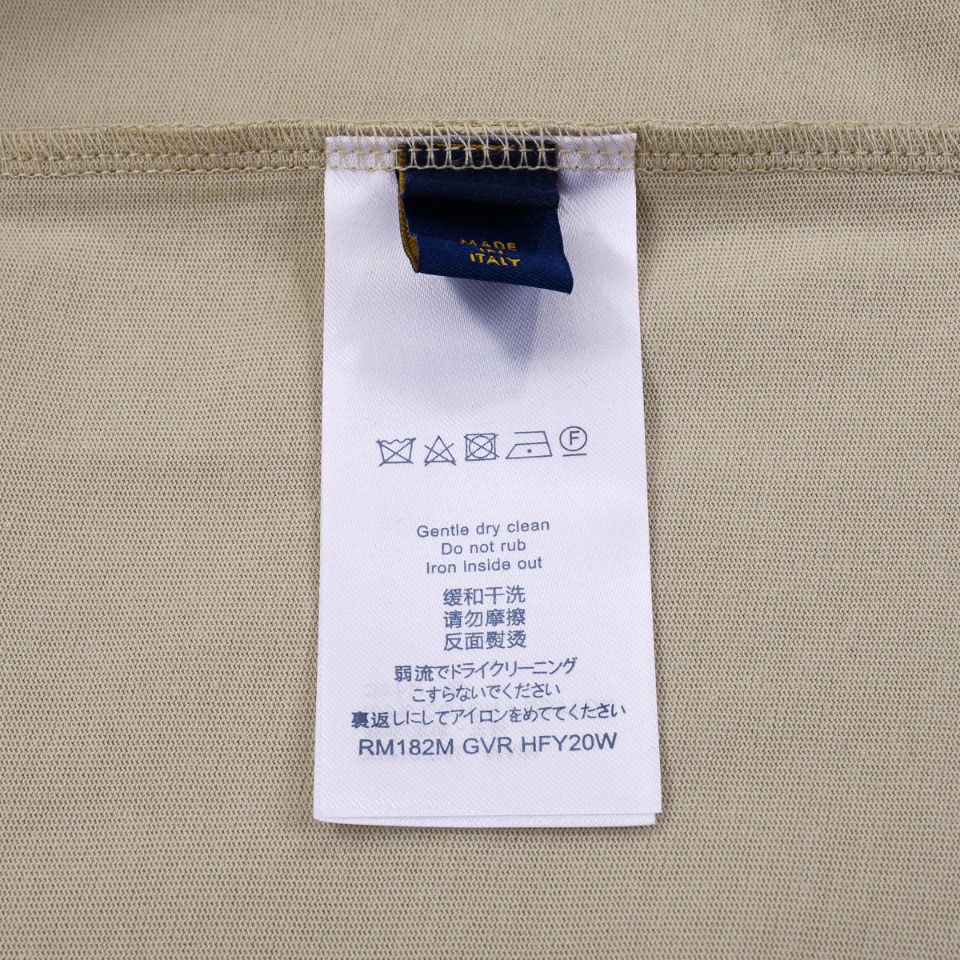 MADE
IN
ITALY
F
Gentle dry clean
Do not rub
Iron inside out
缓和干洗
请勿摩擦
反面熨烫
弱流でドライクリーニング
こすらないでください
裏返しにしてアイロンをめててください
RM182M GVR HFY20W